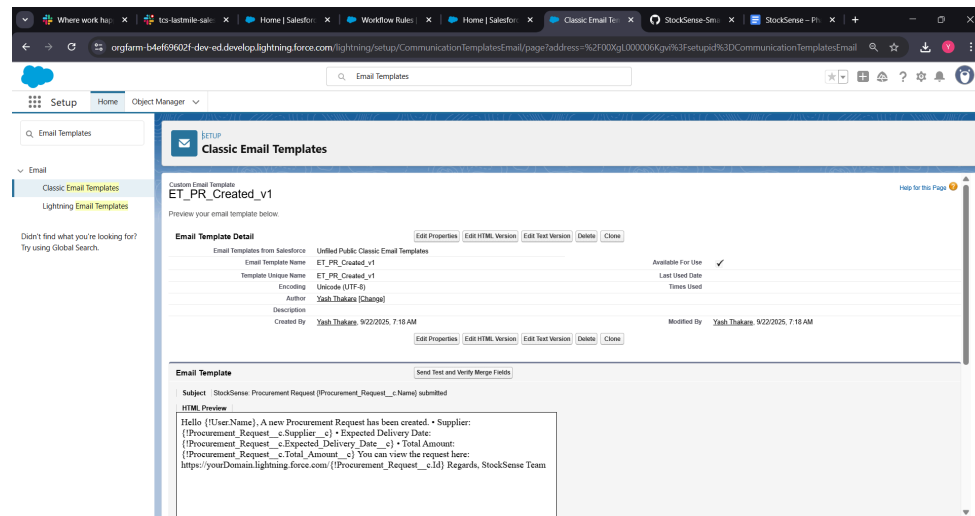 Where work hap
tcs-lastmile-sale
Home | Salesfor
Workflow Rules |
Home | Salesfor
Classic Email Tem
StockSense-Sma
StockSense – Ph
orgfarm-b4ef69602f-dev-ed.develop.lightning.force.com/lightning/setup/CommunicationTemplatesEmail/page?address=%2F00XgL000006Kgvi%3Fsetupid%3DCommunicationTemplatesEmail
Y
Email Templates
Setup Home Object Manager
Email Templates
SETUP
Classic Email Templates
Email
Classic Email Templates
Lightning Email Templates
Didn't find what you're looking for?
Try using Global Search.
Custom Email Template
ET_PR_Created_v1
Help for this Page
Preview your email template below.
Email Template Detail Edit Properties Edit HTML Version Edit Text Version Delete Clone
Email Templates from Salesforce Unfiled Public Classic Email Templates
Email Template Name ET_PR_Created_v1 Available For Use ✓
Template Unique Name ET_PR_Created_v1 Last Used Date
Encoding Unicode (UTF-8) Times Used
Author Yash Thakare [Change]
Description
Created By Yash Thakare, 9/22/2025, 7:18 AM Modified By Yash Thakare, 9/22/2025, 7:18 AM
Edit Properties Edit HTML Version Edit Text Version Delete Clone
Email Template Send Test and Verify Merge Fields
Subject StockSense: Procurement Request {!Procurement_Request__c.Name} submitted
HTML Preview
Hello {!User.Name}, A new Procurement Request has been created. • Supplier:
{!Procurement_Request__c.Supplier__c} • Expected Delivery Date:
{!Procurement_Request__c.Expected_Delivery_Date__c} • Total Amount:
{!Procurement_Request__c.Total_Amount__c} You can view the request here:
https://yourDomain.lightning.force.com/{!Procurement_Request__c.Id} Regards, StockSense Team